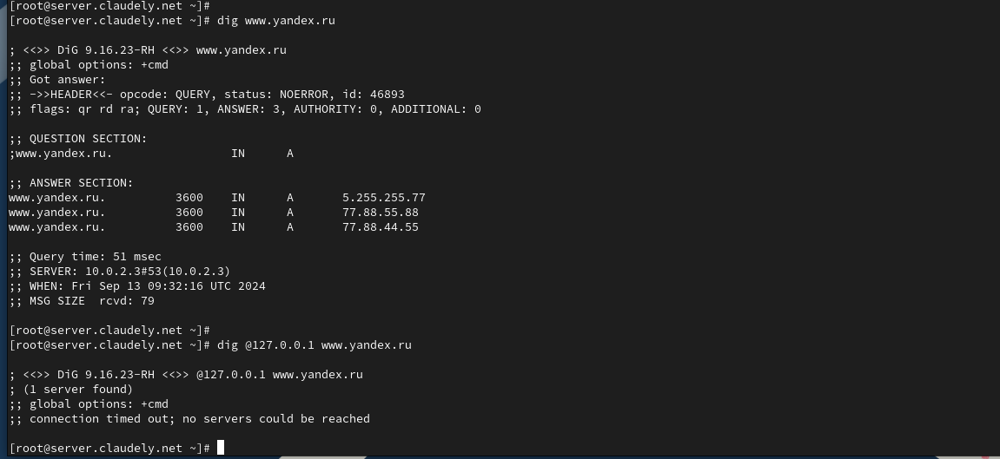 [root@server.claudely.net ~]#
[root@server.claudely.net ~]# dig www.yandex.ru
; <<>> DiG 9.16.23-RH <<>> www.yandex.ru
;; global options: +cmd
;; Got answer:
;; ->>HEADER<<- opcode: QUERY, status: NOERROR, id: 46893
;; flags: qr rd ra; QUERY: 1, ANSWER: 3, AUTHORITY: 0, ADDITIONAL: 0
;; QUESTION SECTION:
;www.yandex.ru. IN A
;; ANSWER SECTION:
www.yandex.ru. 3600 IN A 5.255.255.77
www.yandex.ru. 3600 IN A 77.88.55.88
www.yandex.ru. 3600 IN A 77.88.44.55
;; Query time: 51 msec
;; SERVER: 10.0.2.3#53(10.0.2.3)
;; WHEN: Fri Sep 13 09:32:16 UTC 2024
;; MSG SIZE  rcvd: 79
[root@server.claudely.net ~]#
[root@server.claudely.net ~]# dig @127.0.0.1 www.yandex.ru
; <<>> DiG 9.16.23-RH <<>> @127.0.0.1 www.yandex.ru
; (1 server found)
;; global options: +cmd
;; connection timed out; no servers could be reached
[root@server.claudely.net ~]#